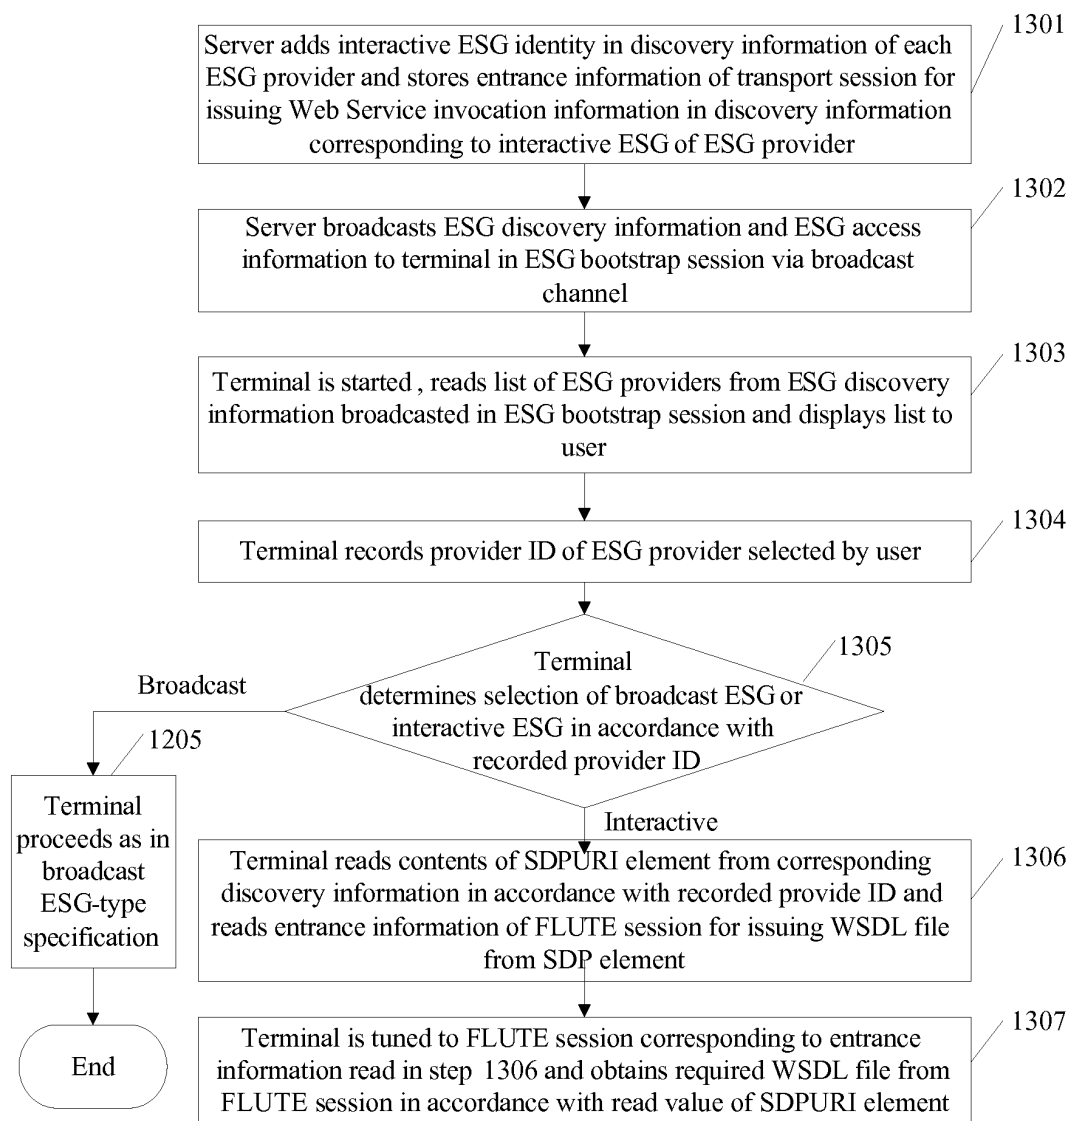 1301
Server adds interactive ESG identity in discovery information of each
ESG provider and stores entrance information of transport session for
issuing Web Service invocation information in discovery information
corresponding to interactive ESG of ESG provider
1302
Server broadcasts ESG discovery information and ESG access
information to terminal in ESG bootstrap session via broadcast
channel
1303
Terminal is started , reads list of ESG providers from ESG discovery
information broadcasted in ESG bootstrap session and displays list to
user
1304
Terminal records provider ID of ESG provider selected by user
1305
Terminal
determines selection of broadcast ESG or
interactive ESG in accordance with
recorded provider ID
Broadcast
1205
Terminal
proceeds as in
broadcast
ESG-type
specification
End
Interactive
1306
Terminal reads contents of SDPURI element from corresponding
discovery information in accordance with recorded provide ID and
reads entrance information of FLUTE session for issuing WSDL file
from SDP element
1307
Terminal is tuned to FLUTE session corresponding to entrance
information read in step 1306 and obtains required WSDL file from
FLUTE session in accordance with read value of SDPURI element